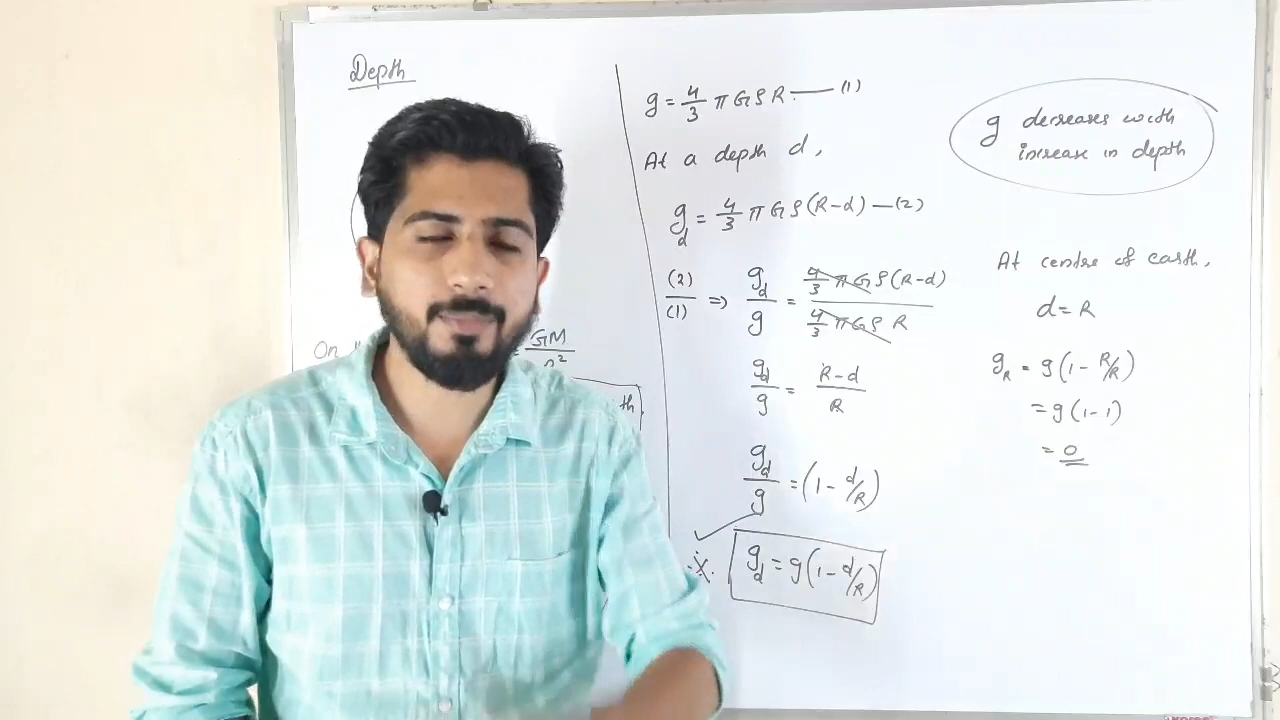 Depth
On
GM
r²
th
g = 4/3 π G ρ R. — (1)
At a depth d,
g_d = 4/3 π G ρ (R-d) — (2)
(2)/(1) => g_d/g = 4/3 π G ρ (R-d) / 4/3 π G ρ R
g_d/g = R-d/R
g_d/g = (1 - d/R)
g_d = g(1 - d/R)
g decreases with
increase in depth
At centre of earth,
d = R
g_R = g(1 - R/R)
= g(1-1)
= 0